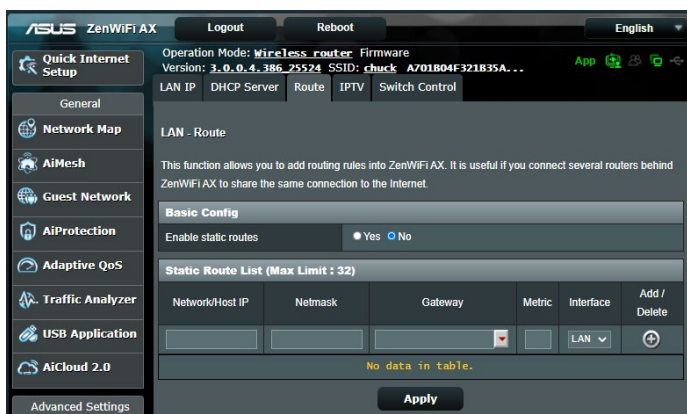 ASUS ZenWiFi AX Logout Reboot English
Quick Internet Setup
General
Network Map
AiMesh
Guest Network
AiProtection
Adaptive QoS
Traffic Analyzer
USB Application
AiCloud 2.0
Advanced Settings
Operation Mode: Wireless router Firmware
Version: 3.0.0.4.386_25524 SSID: chuck A701B04F321B35A...
App
LAN IP DHCP Server Route IPTV Switch Control
LAN - Route
This function allows you to add routing rules into ZenWiFi AX. It is useful if you connect several routers behind
ZenWiFi AX to share the same connection to the Internet.
Basic Config
Enable static routes Yes No
Static Route List (Max Limit : 32)
Network/Host IP Netmask Gateway Metric Interface Add / Delete
LAN
No data in table.
Apply